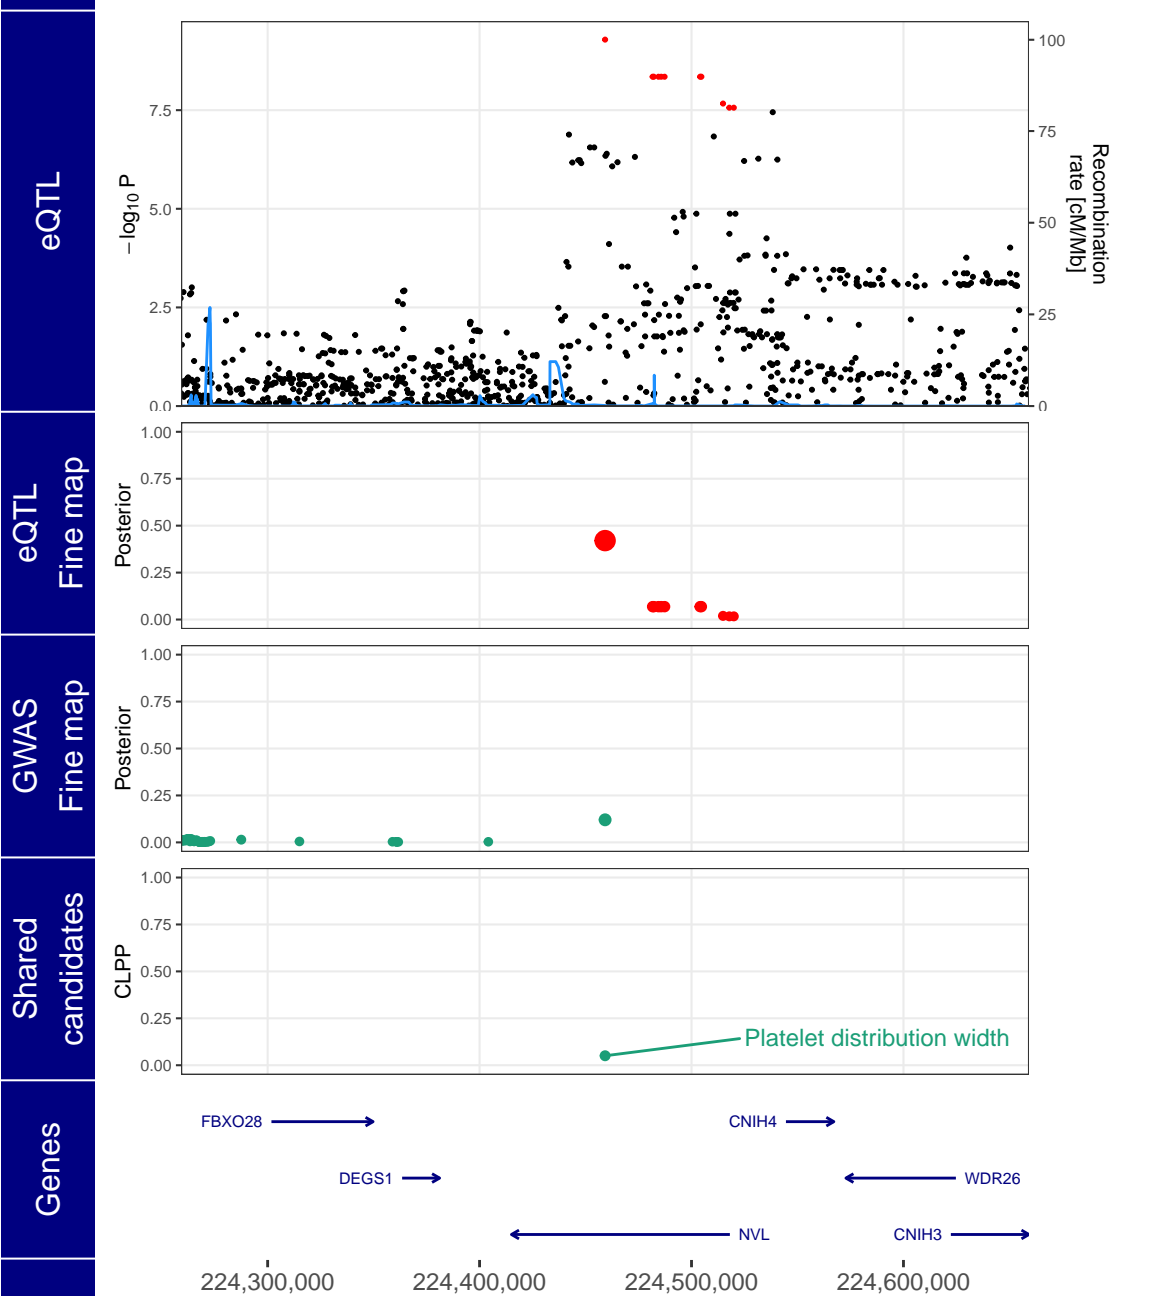 eQTL
−log10 P
7.5
5.0
2.5
0.0
100
75
50
25
0
Recombination
rate [cM/Mb]
eQTL
Fine map
Posterior
1.00
0.75
0.50
0.25
0.00
GWAS
Fine map
Posterior
1.00
0.75
0.50
0.25
0.00
Shared
candidates
CLPP
1.00
0.75
0.50
0.25
0.00
Platelet distribution width
Genes
FBXO28
CNIH4
DEGS1
WDR26
NVL
CNIH3
224,300,000
224,400,000
224,500,000
224,600,000